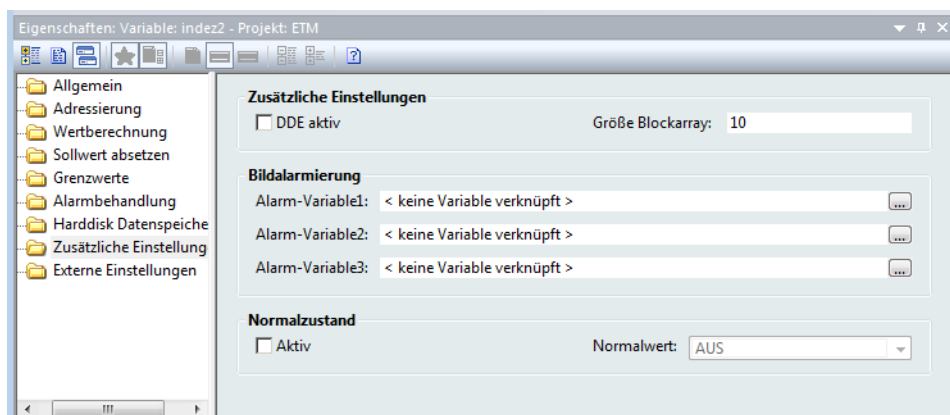 Eigenschaften: Variable: indez2 - Projekt: ETM
Allgemein
Adressierung
Wertberechnung
Sollwert absetzen
Grenzwerte
Alarmbehandlung
Harddisk Datenspeiche
Zusätzliche Einstellung
Externe Einstellungen
Zusätzliche Einstellungen
DDE aktiv Größe Blockarray: 10
Bildalarmierung
Alarm-Variable1: < keine Variable verknüpft > ...
Alarm-Variable2: < keine Variable verknüpft > ...
Alarm-Variable3: < keine Variable verknüpft > ...
Normalzustand
Aktiv Normalwert: AUS